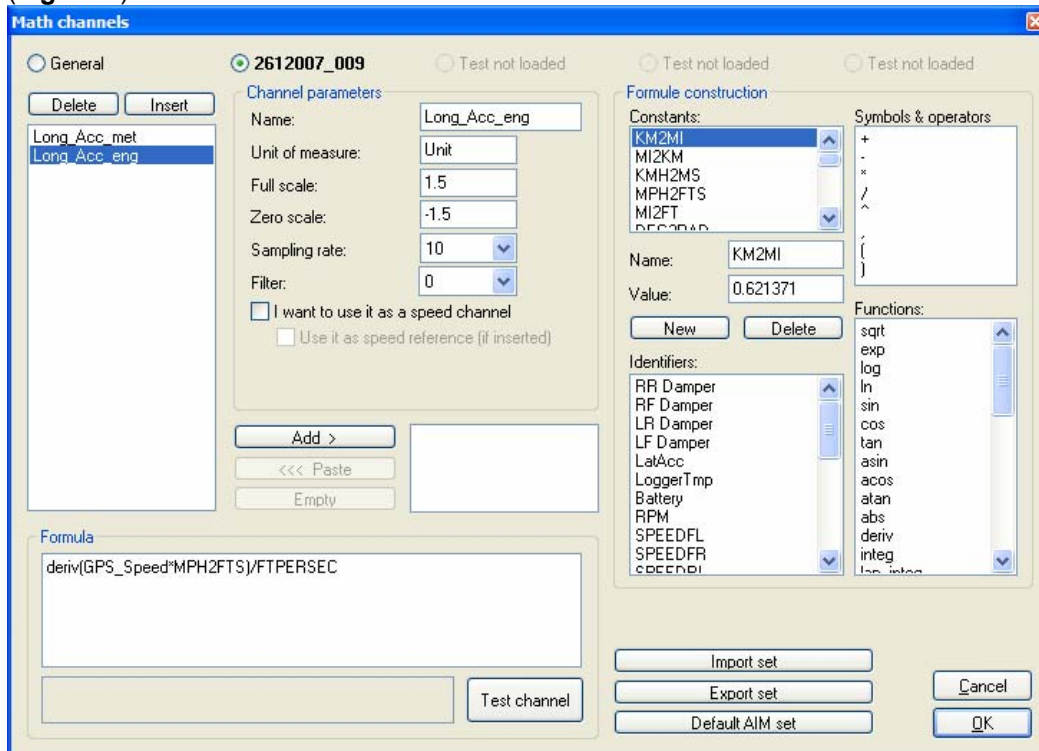 Math channels
General
2612007_009
Test not loaded
Test not loaded
Test not loaded
Delete
Insert
Long_Acc_met
Long_Acc_eng
Channel parameters
Name:
Long_Acc_eng
Unit of measure:
Unit
Full scale:
1.5
Zero scale:
-1.5
Sampling rate:
10
Filter:
0
I want to use it as a speed channel
Use it as speed reference (if inserted)
Add >
<<< Paste
Empty
Formula
deriv(GPS_Speed*MPH2FTS)/FTPERSEC
Test channel
Formule construction
Constants:
KM2MI
MI2KM
KMH2MS
MPH2FTS
MI2FT
Name:
KM2MI
Value:
0.621371
New
Delete
Identifiers:
RR Damper
RF Damper
LR Damper
LF Damper
LatAcc
LoggerTmp
Battery
RPM
SPEEDFL
SPEEDFR
Symbols & operators
+
-
*
/
^
,
(
)
Functions:
sqrt
exp
log
ln
sin
cos
tan
asin
acos
atan
abs
deriv
integ
Import set
Export set
Default AIM set
Cancel
OK